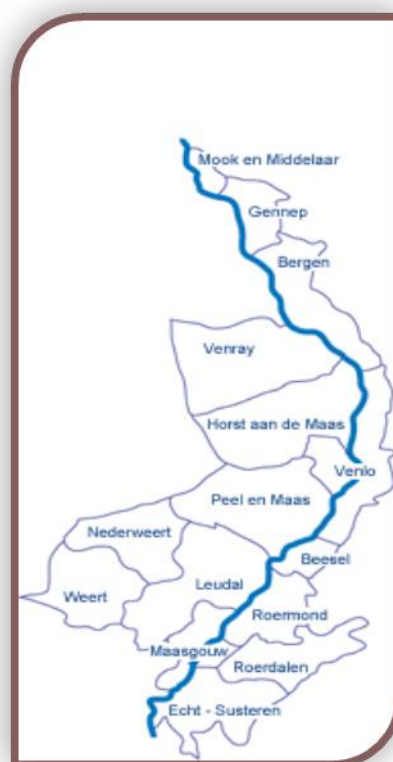 Mook en Middelaar
Gennep
Bergen
Venray
Horst aan de Maas
Venlo
Peel en Maas
Nederweert
Beesel
Leudal
Weert
Roermond
Maasgouw
Roerdalen
Echt - Susteren